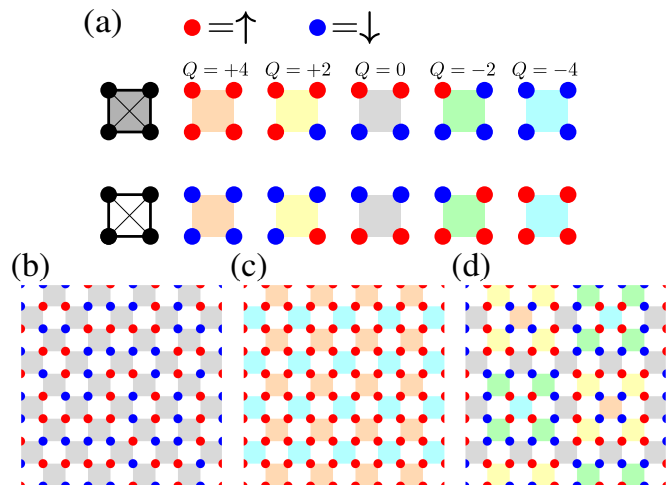 (a) ●=↑ ●=↓
Q = +4 Q = +2 Q = 0 Q = −2 Q = −4
(b) (c) (d)